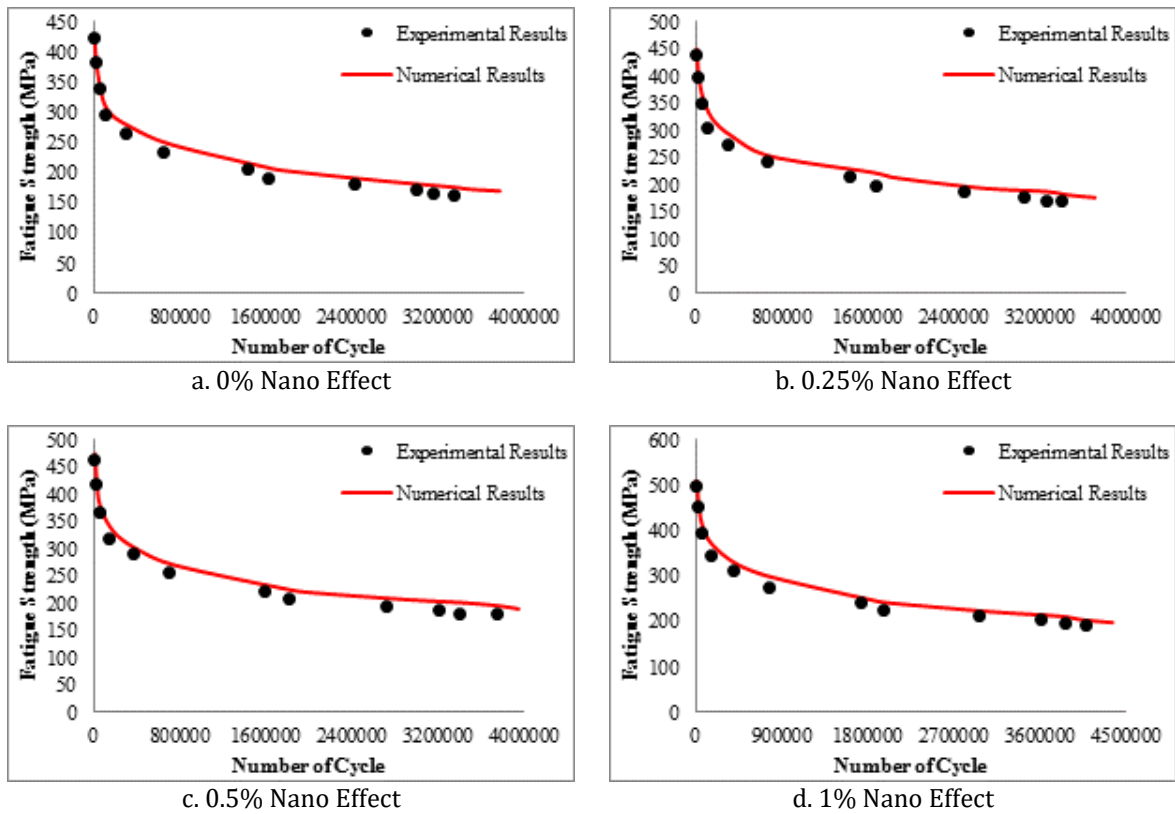 450
400
350
300
250
200
150
100
50
0
Fatigue Strength (MPa)
Experimental Results
Numerical Results
0 800000 1600000 2400000 3200000 4000000
Number of Cycle
a. 0% Nano Effect
500
450
400
350
300
250
200
150
100
50
0
Fatigue Strength (MPa)
Experimental Results
Numerical Results
0 800000 1600000 2400000 3200000 4000000
Number of Cycle
b. 0.25% Nano Effect
500
450
400
350
300
250
200
150
100
50
0
Fatigue Strength (MPa)
Experimental Results
Numerical Results
0 800000 1600000 2400000 3200000 4000000
Number of Cycle
c. 0.5% Nano Effect
600
500
400
300
200
100
0
Fatigue Strength (MPa)
Experimental Results
Numerical Results
0 900000 1800000 2700000 3600000 4500000
Number of Cycle
d. 1% Nano Effect